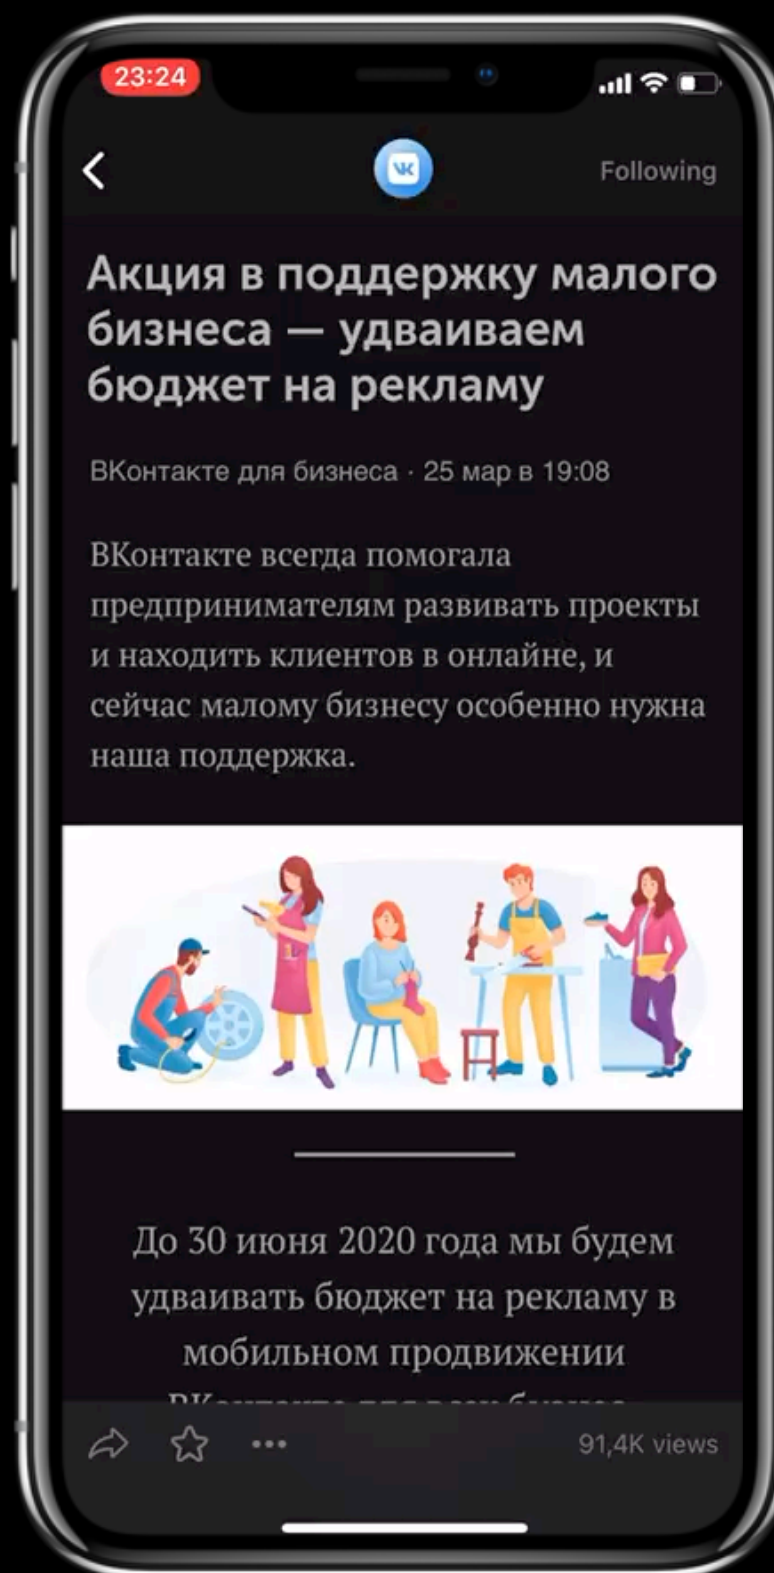 23:24
Following
Акция в поддержку малого
бизнеса — удваиваем
бюджет на рекламу
ВКонтакте для бизнеса · 25 мар в 19:08
ВКонтакте всегда помогала
предпринимателям развивать проекты
и находить клиентов в онлайне, и
сейчас малому бизнесу особенно нужна
наша поддержка.
До 30 июня 2020 года мы будем
удваивать бюджет на рекламу в
мобильном продвижении
91,4K views